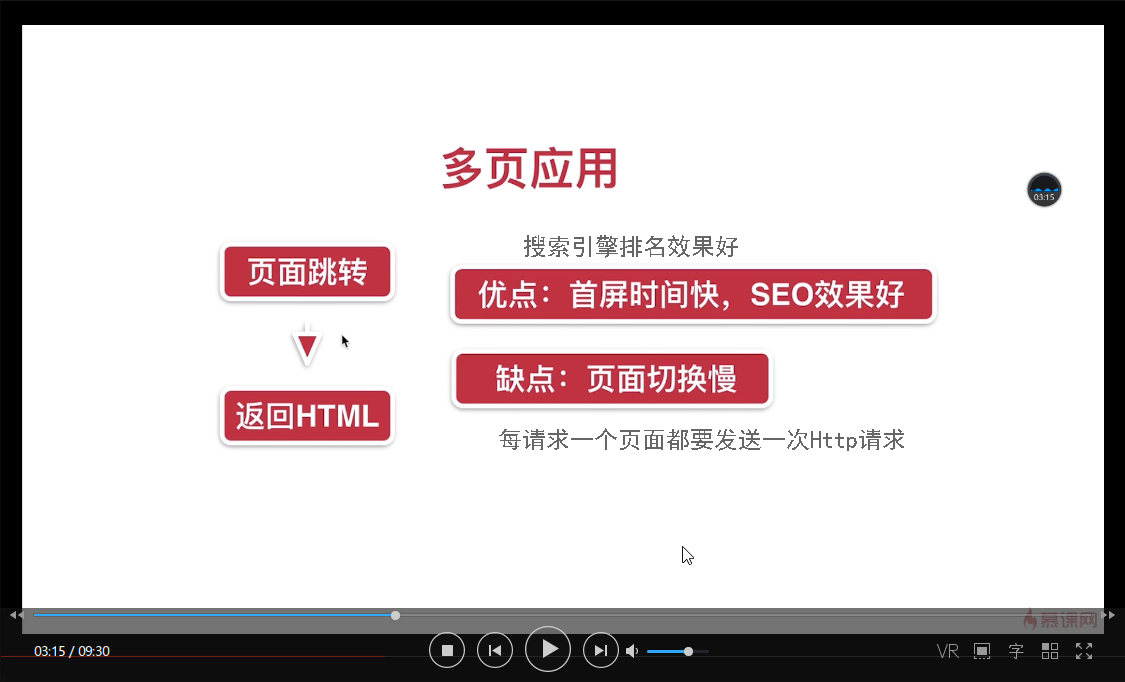 多页应用
03:15
搜索引擎排名效果好
页面跳转
优点：首屏时间快，SEO效果好
缺点：页面切换慢
返回HTML
每请求一个页面都要发送一次Http请求
慕课网
03:15 / 09:30
VR
字